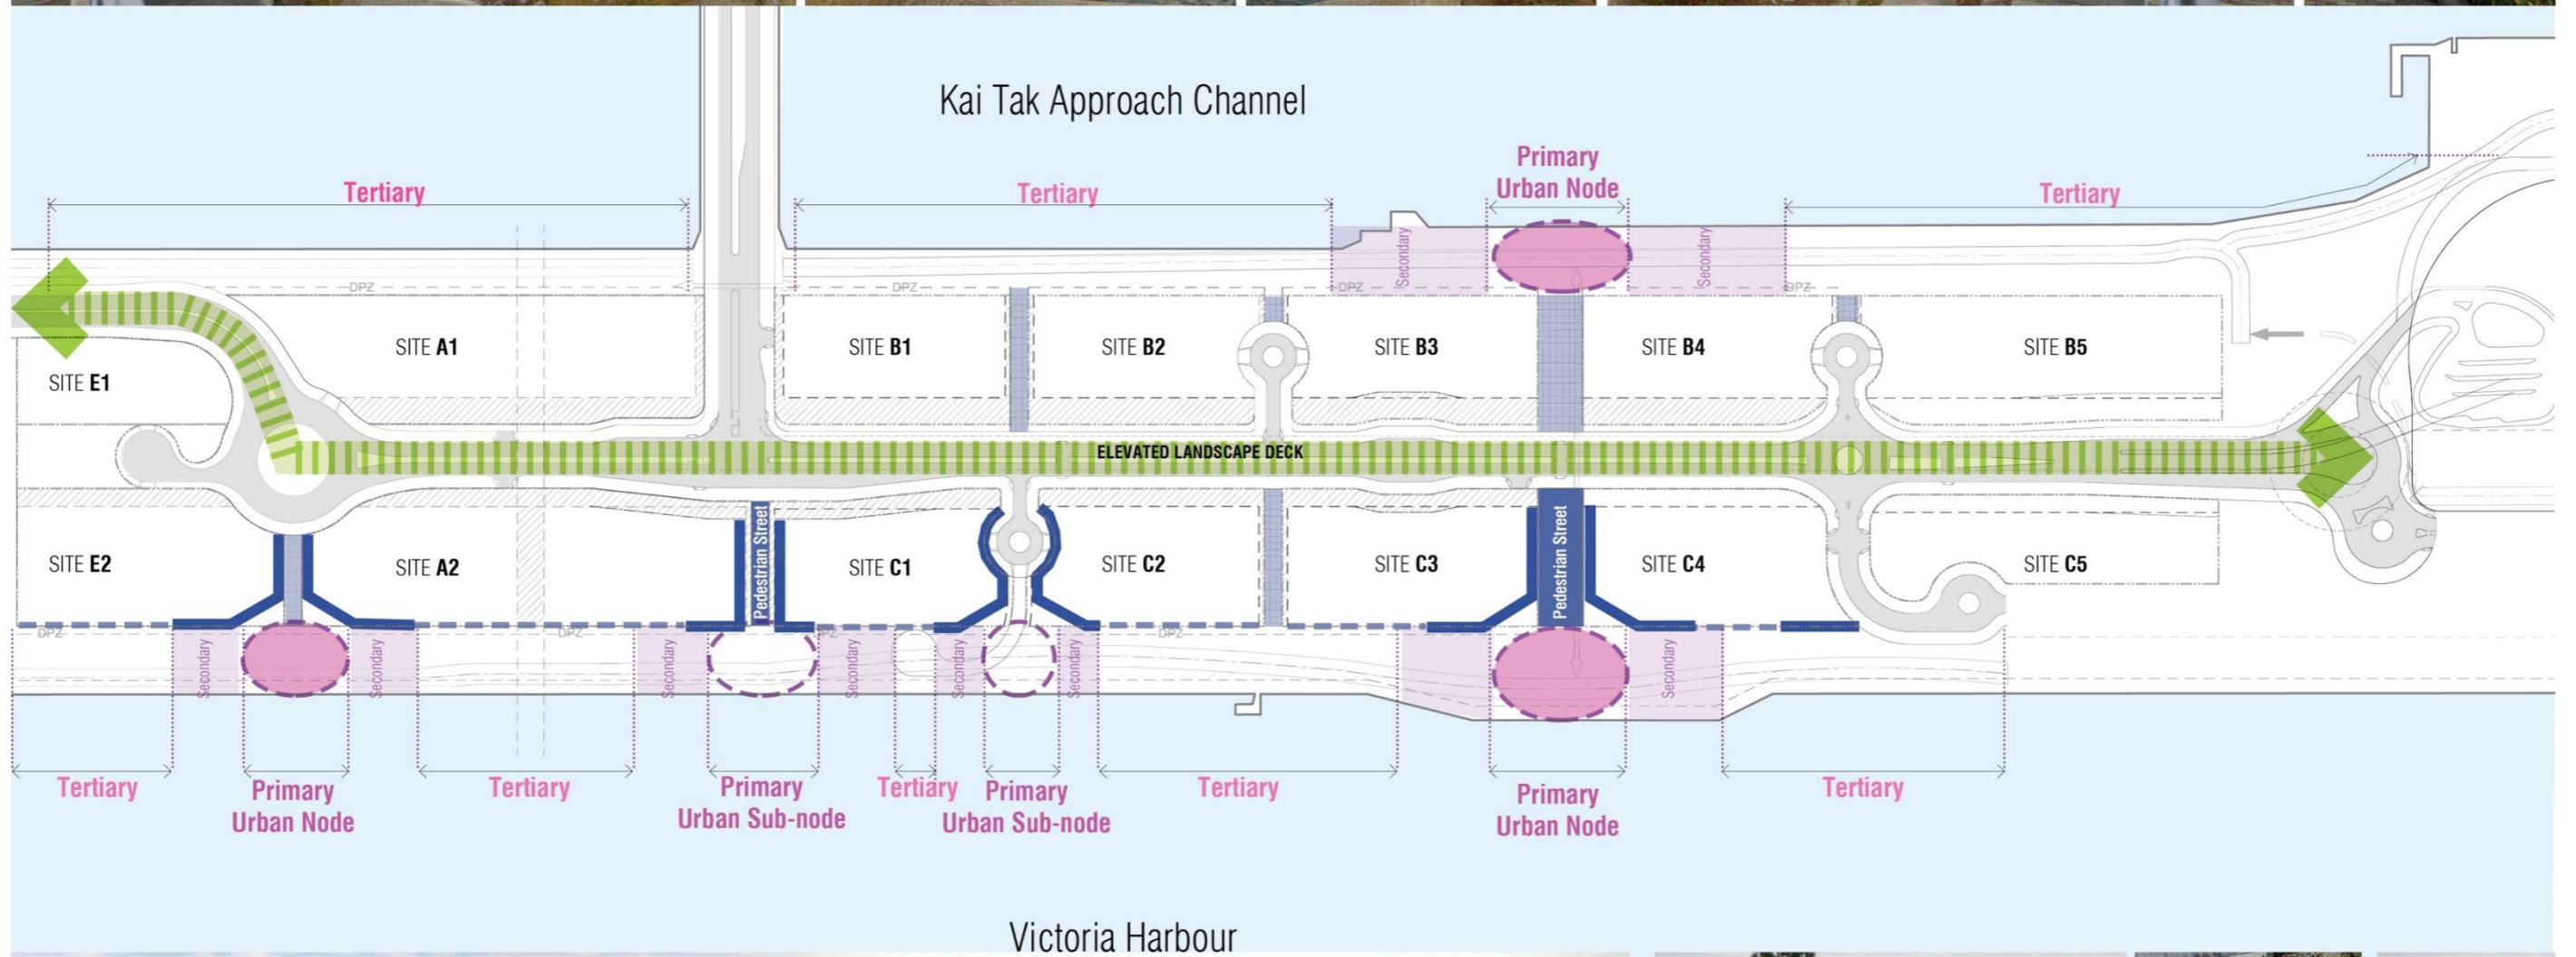 Kai Tak Approach Channel
Primary
Urban Node
Tertiary
Tertiary
Tertiary
Secondary
Secondary
DPZ
DPZ
DPZ
DPZ
SITE A1
SITE B1
SITE B2
SITE B3
SITE B4
SITE B5
SITE E1
ELEVATED LANDSCAPE DECK
Pedestrian Street
Pedestrian Street
SITE E2
SITE A2
SITE C1
SITE C2
SITE C3
SITE C4
SITE C5
DPZ
DPZ
DPZ
DPZ
Secondary
Secondary
Secondary
Secondary
Secondary
Secondary
Secondary
Tertiary
Primary
Urban Node
Tertiary
Primary
Urban Sub-node
Tertiary
Primary
Urban Sub-node
Tertiary
Primary
Urban Node
Tertiary
Victoria Harbour